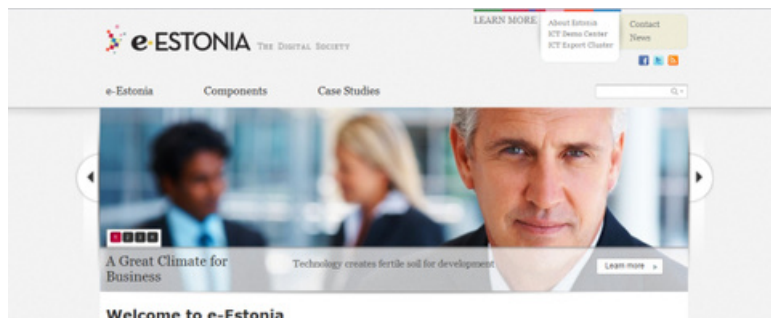 LEARN MORE
About Estonia
ICT Demo Center
ICT Export Cluster
Contact
News
e-ESTONIA THE DIGITAL SOCIETY
e-Estonia Components Case Studies
A Great Climate for
Business
Technology creates fertile soil for development
Learn more
Welcome to e-Estonia